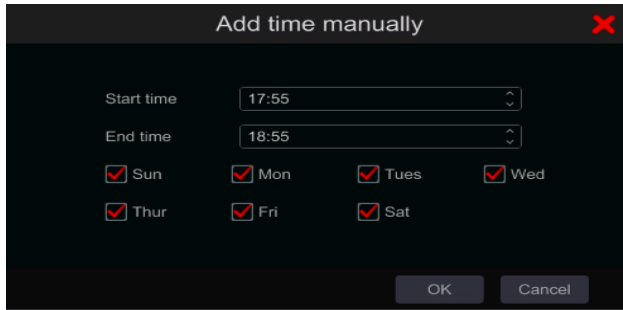 Add time manually
Start time 17:55
End time 18:55
Sun Mon Tues Wed
Thur Fri Sat
OK Cancel